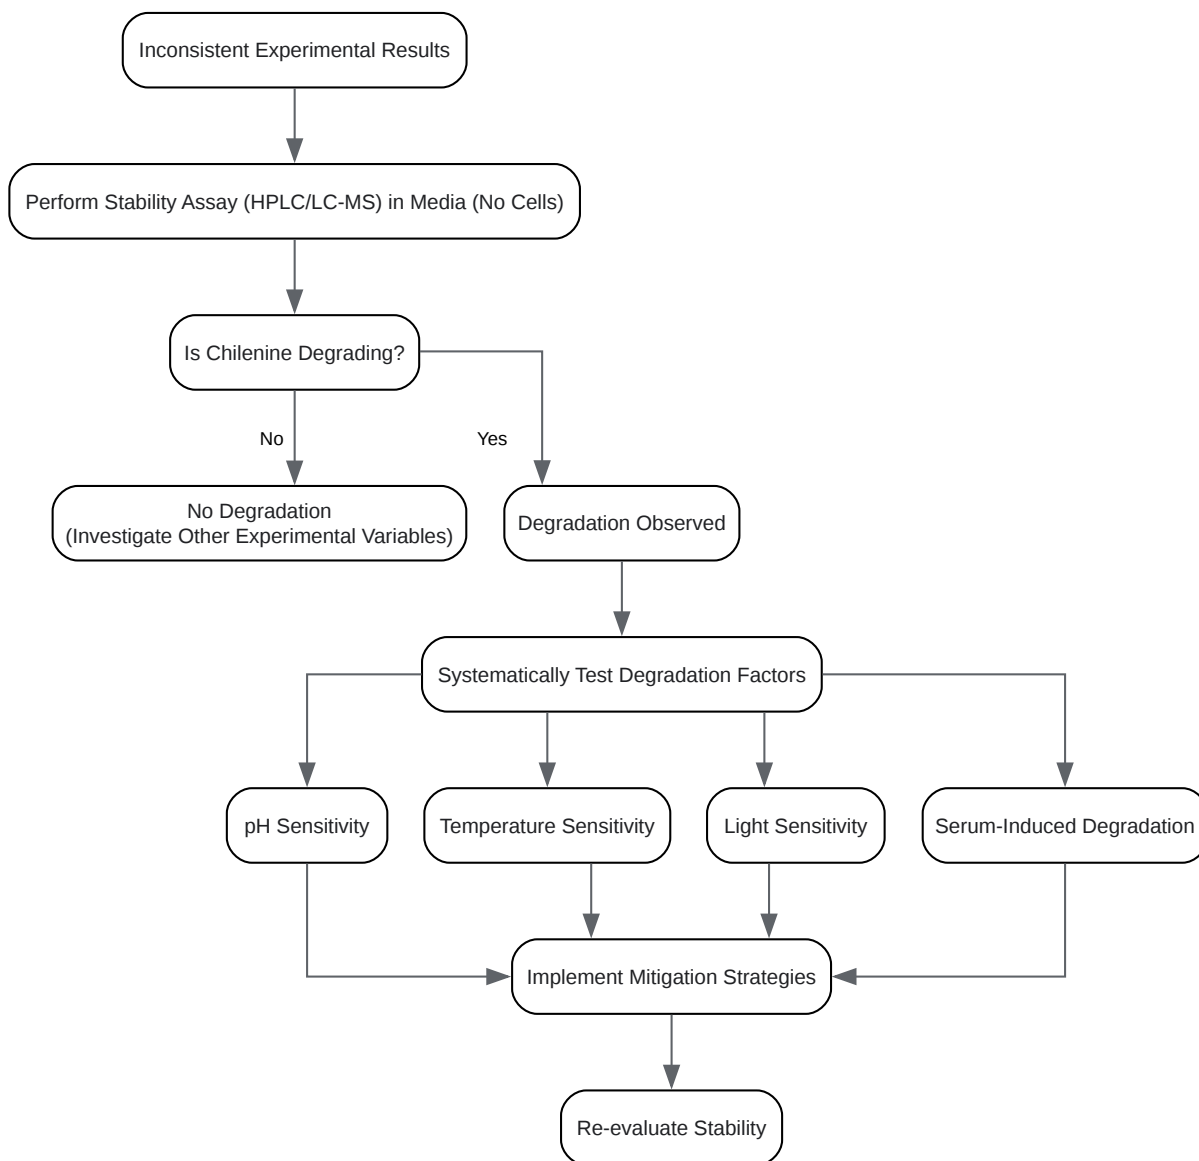 Inconsistent Experimental Results
Perform Stability Assay (HPLC/LC-MS) in Media (No Cells)
Is Chilenine Degrading?
No
Yes
No Degradation
(Investigate Other Experimental Variables)
Degradation Observed
Systematically Test Degradation Factors
pH Sensitivity
Temperature Sensitivity
Light Sensitivity
Serum-Induced Degradation
Implement Mitigation Strategies
Re-evaluate Stability